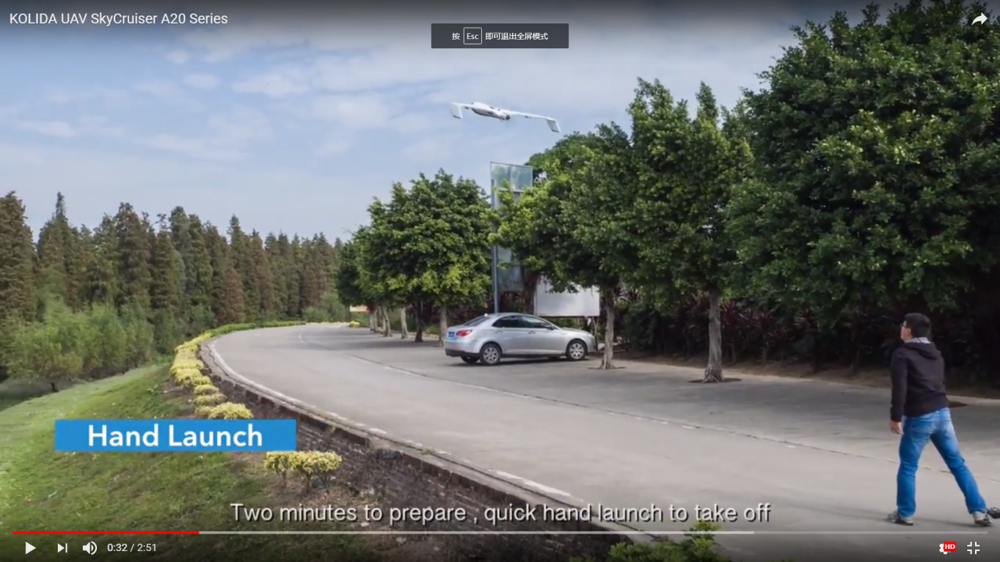 KOLIDA UAV SkyCruiser A20 Series
按 Esc 即可退出全屏模式
Hand Launch
Two minutes to prepare , quick hand launch to take off
0:32 / 2:51
HD